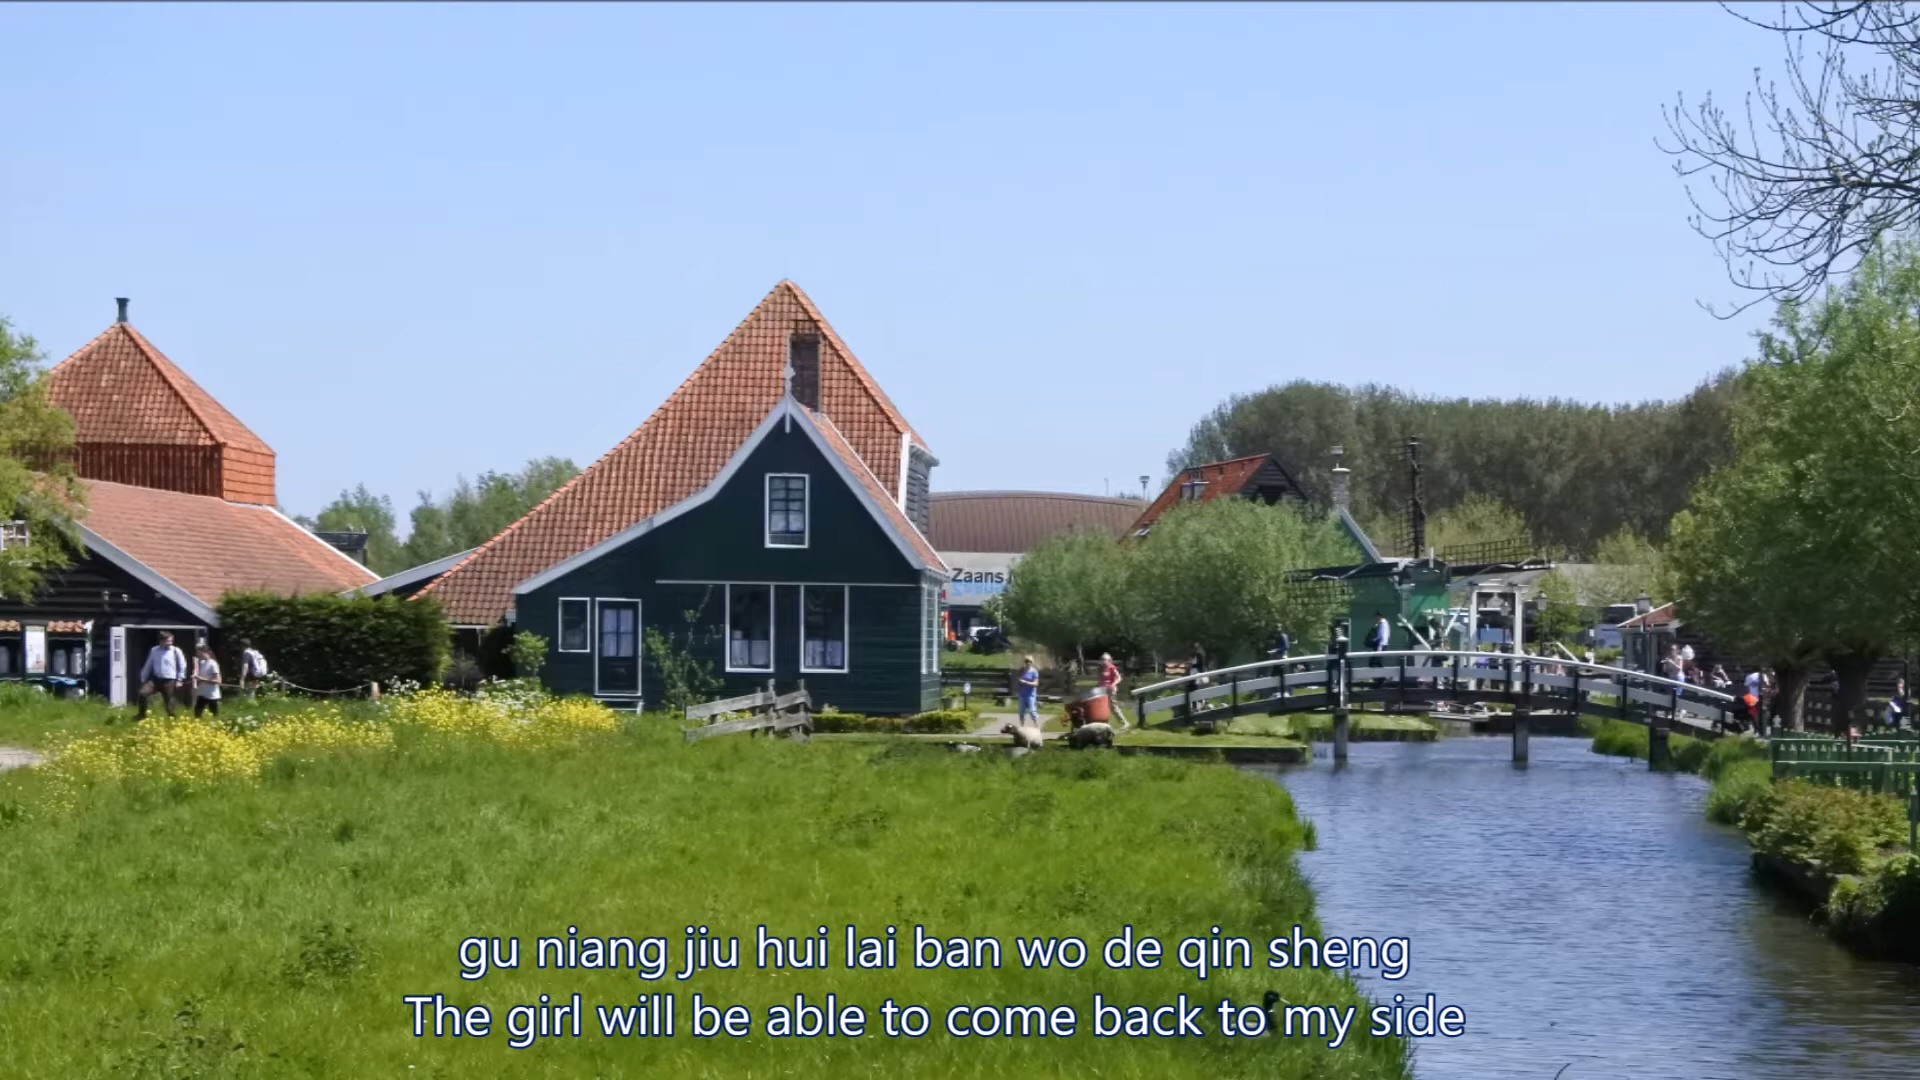 Zaans
gu niang jiu hui lai ban wo de qin sheng
The girl will be able to come back to my side